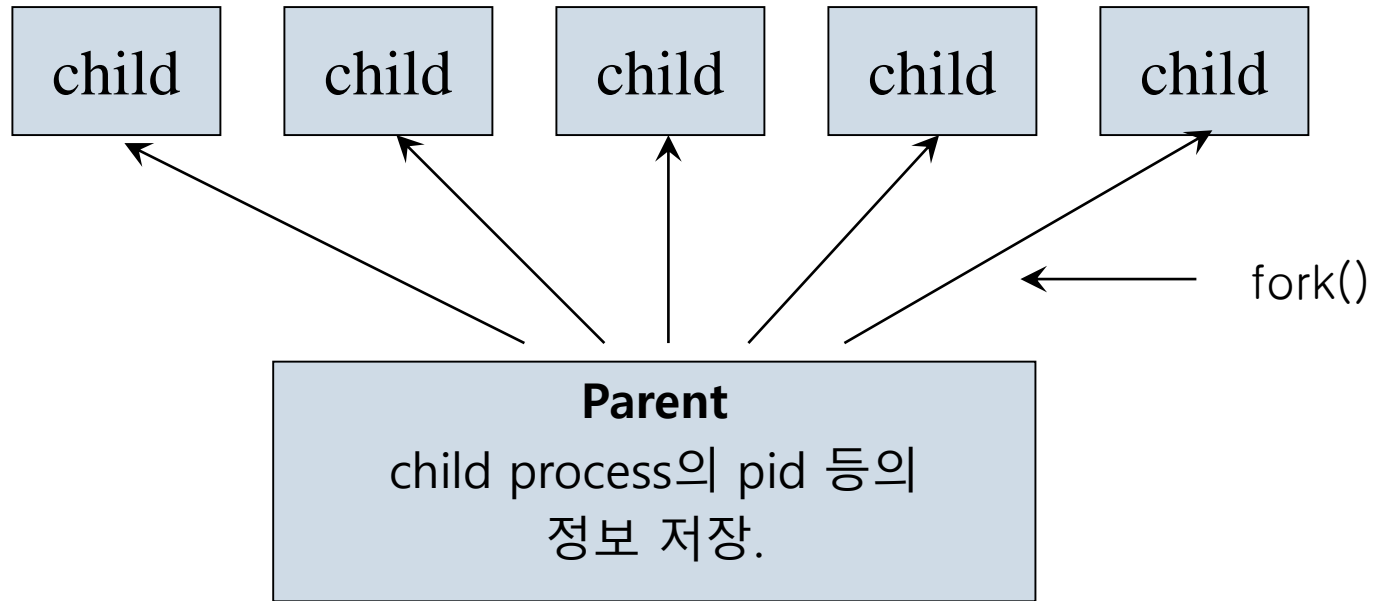 child child child child child
fork()
Parent
child process의 pid 등의
정보 저장.